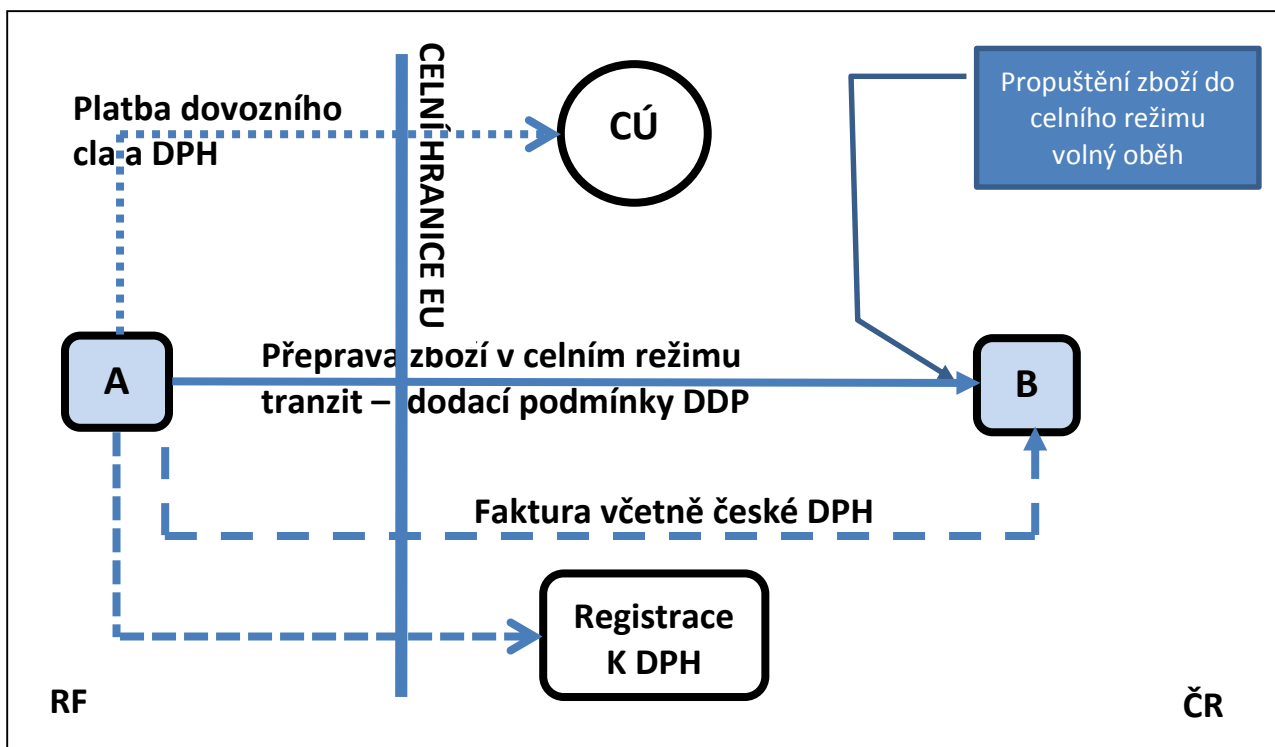 Platba dovozního
cla a DPH
CELNÍ HRANICE EU
CÚ
Propuštění zboží do
celního režimu
volný oběh
A
Přeprava zboží v celním režimu
tranzit – dodací podmínky DDP
B
Faktura včetně české DPH
Registrace
K DPH
RF
ČR